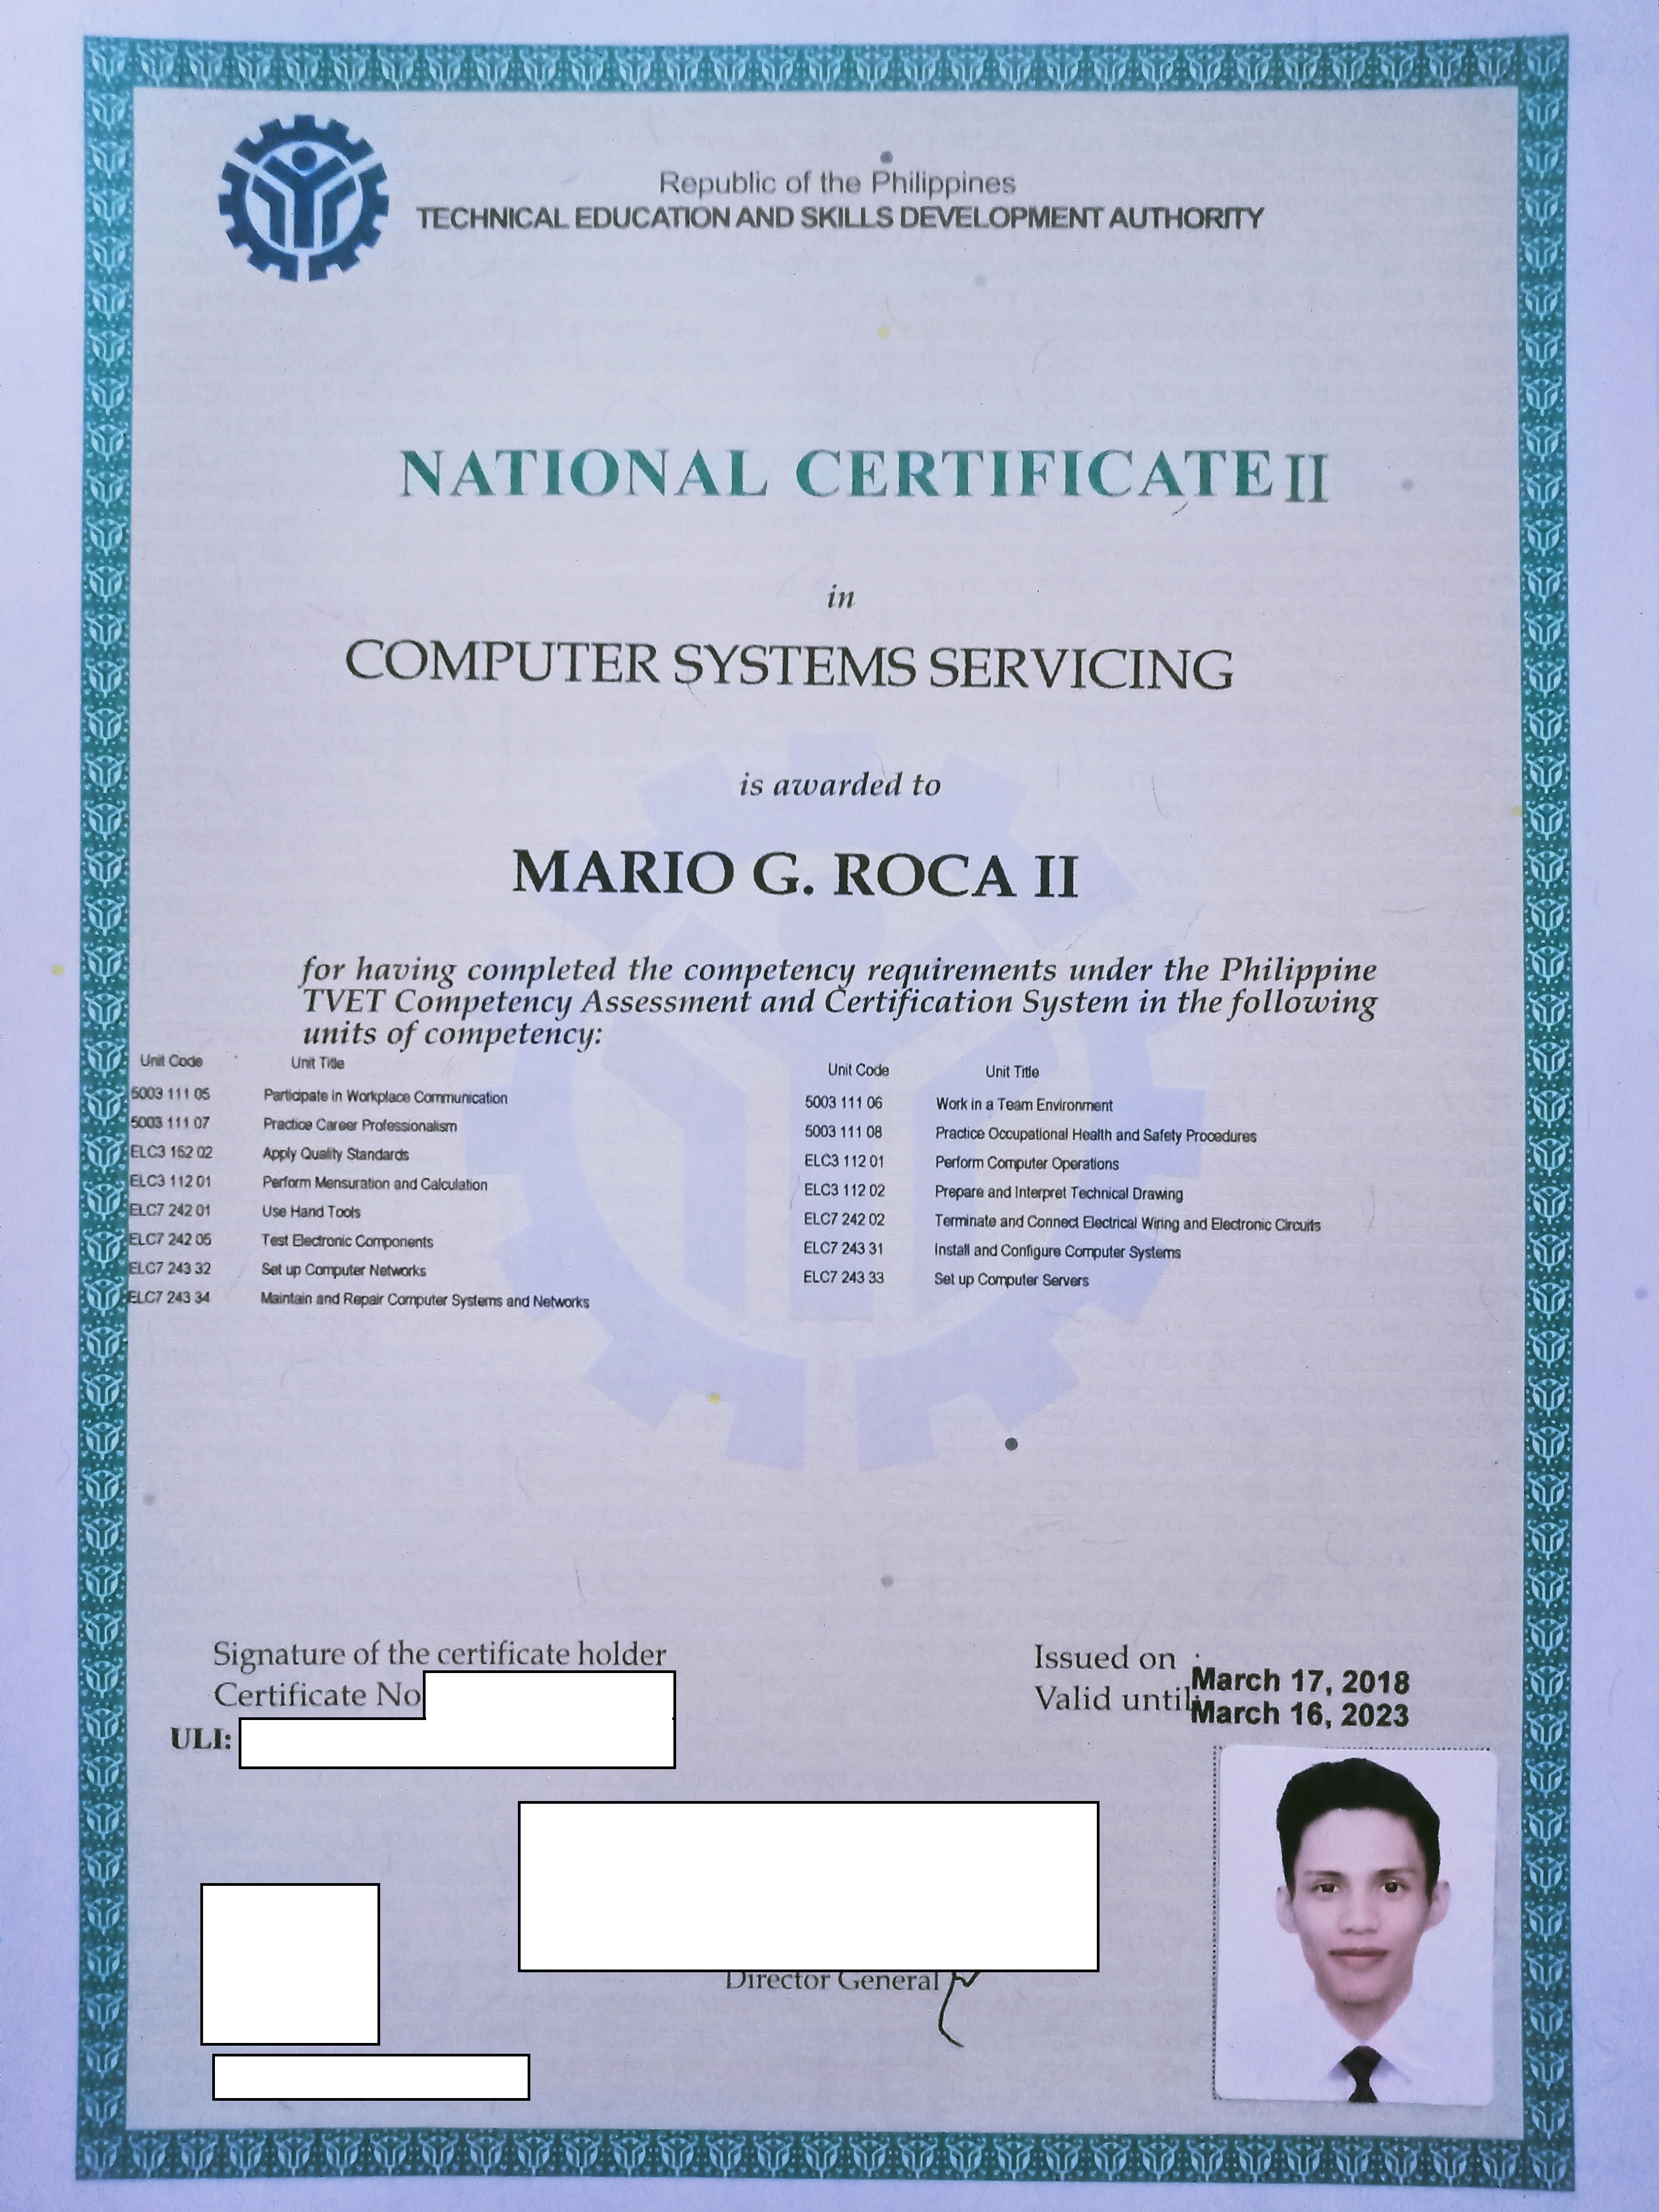 Republic of the Philippines
TECHNICAL EDUCATION AND SKILLS DEVELOPMENT AUTHORITY
NATIONAL CERTIFICATE II
in
COMPUTER SYSTEMS SERVICING
is awarded to
MARIO G. ROCA II
for having completed the competency requirements under the Philippine
TVET Competency Assessment and Certification System in the following
units of competency:
Unit Code Unit Title
5003 111 05 Participate in Workplace Communication
5003 111 07 Practice Career Professionalism
ELC3 152 02 Apply Quality Standards
ELC3 112 01 Perform Mensuration and Calculation
ELC7 242 01 Use Hand Tools
ELC7 242 05 Test Electronic Components
ELC7 243 32 Set up Computer Networks
ELC7 243 34 Maintain and Repair Computer Systems and Networks
Unit Code Unit Title
5003 111 06 Work in a Team Environment
5003 111 08 Practice Occupational Health and Safety Procedures
ELC3 112 01 Perform Computer Operations
ELC3 112 02 Prepare and Interpret Technical Drawing
ELC7 242 02 Terminate and Connect Electrical Wiring and Electronic Circuits
ELC7 243 31 Install and Configure Computer Systems
ELC7 243 33 Set up Computer Servers
Signature of the certificate holder
Certificate No
ULI:
Issued on : March 17, 2018
Valid until: March 16, 2023
Director General